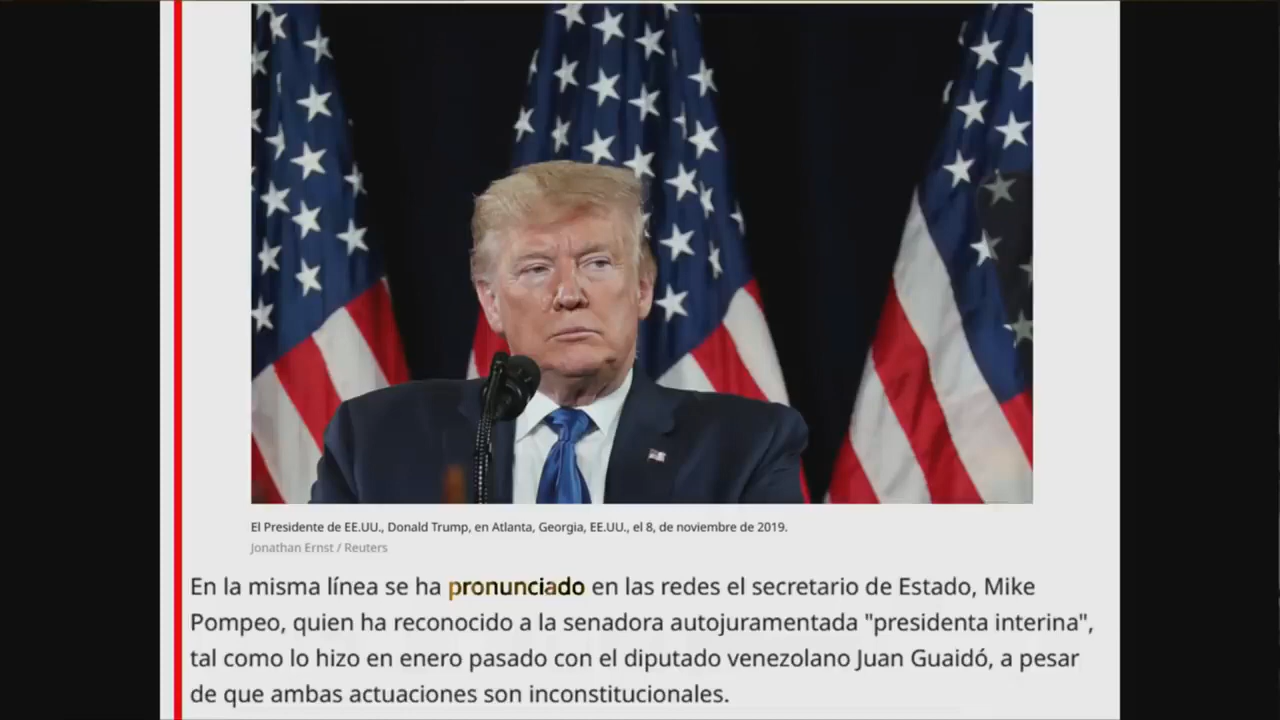 El Presidente de EE.UU., Donald Trump, en Atlanta, Georgia, EE.UU., el 8, de noviembre de 2019.
Jonathan Ernst / Reuters
En la misma línea se ha pronunciado en las redes el secretario de Estado, Mike
Pompeo, quien ha reconocido a la senadora autojuramentada "presidenta interina",
tal como lo hizo en enero pasado con el diputado venezolano Juan Guaidó, a pesar
de que ambas actuaciones son inconstitucionales.